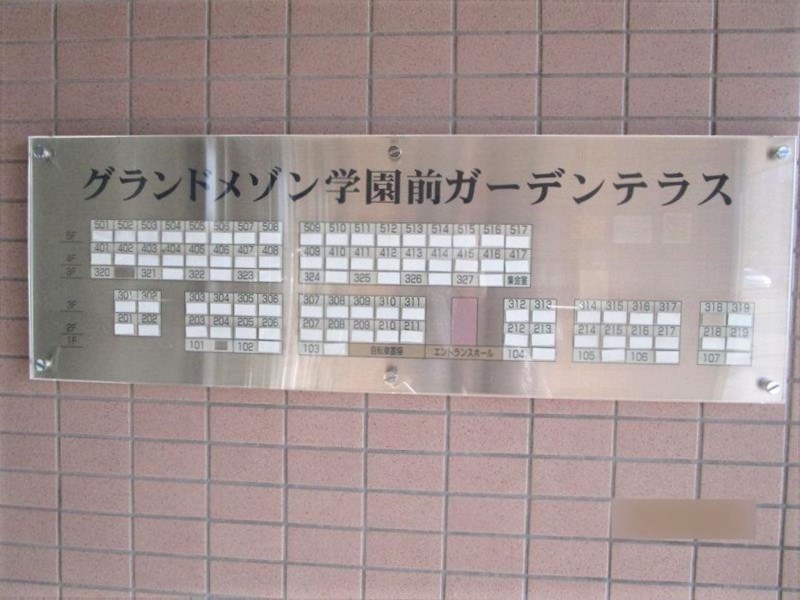 グランドメゾン学園前ガーデンテラス
5F 501 502 503 504 505 506 507 508 509 510 511 512 513 514 515 516 517
4F 401 402 403 404 405 406 407 408 409 410 411 412 413 414 415 416 417
3F 320 321 322 323 324 325 326 327 集会室
3F 301 302 303 304 305 306 307 308 309 310 311 312 313 314 315 316 317 318 319
2F 201 202 203 204 205 206 207 208 209 210 211 212 213 214 215 216 217 218 219
1F 101 102 103 自転車置場 エントランスホール 104 105 106 107